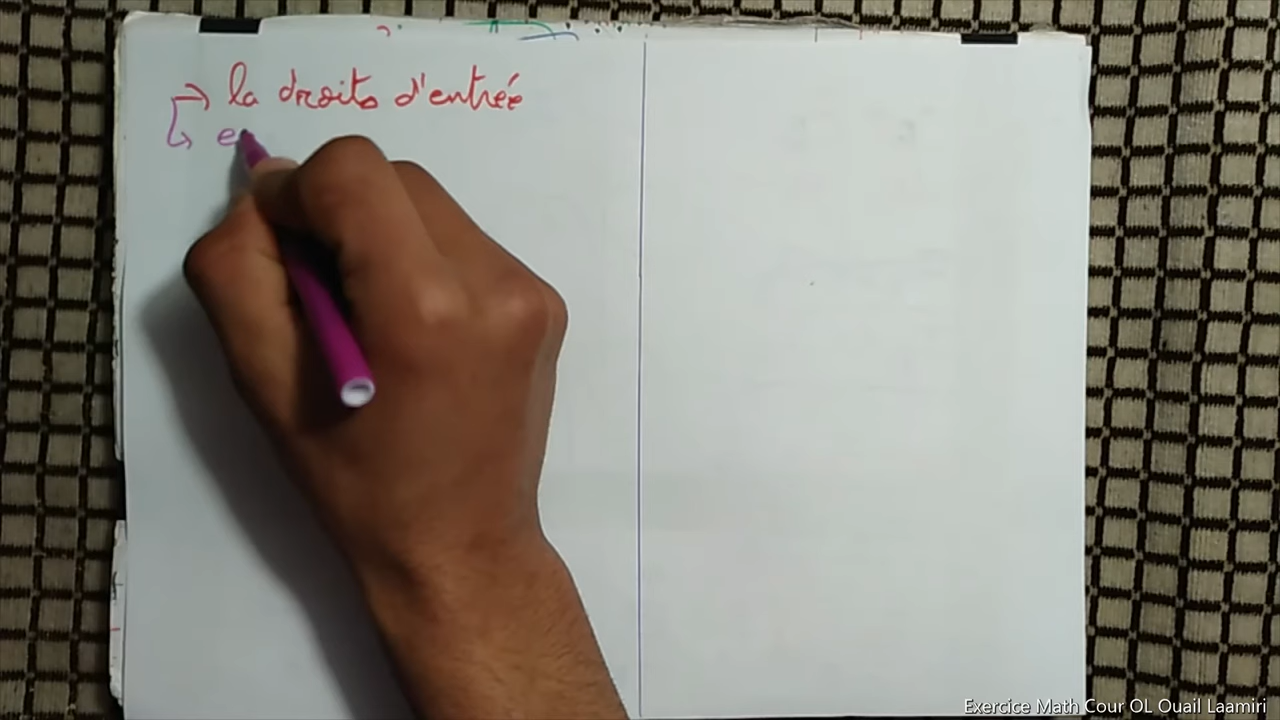 → la droits d'entrée
↳ e
Exercice Math Cour OL Ouail Laamiri